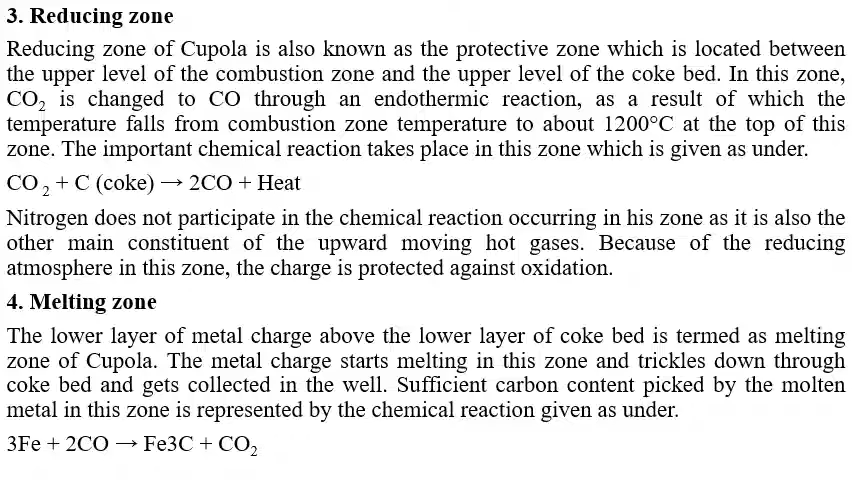 3. Reducing zone
Reducing zone of Cupola is also known as the protective zone which is located between
the upper level of the combustion zone and the upper level of the coke bed. In this zone,
CO₂ is changed to CO through an endothermic reaction, as a result of which the
temperature falls from combustion zone temperature to about 1200°C at the top of this
zone. The important chemical reaction takes place in this zone which is given as under.
CO ₂ + C (coke) → 2CO + Heat
Nitrogen does not participate in the chemical reaction occurring in his zone as it is also the
other main constituent of the upward moving hot gases. Because of the reducing
atmosphere in this zone, the charge is protected against oxidation.
4. Melting zone
The lower layer of metal charge above the lower layer of coke bed is termed as melting
zone of Cupola. The metal charge starts melting in this zone and trickles down through
coke bed and gets collected in the well. Sufficient carbon content picked by the molten
metal in this zone is represented by the chemical reaction given as under.
3Fe + 2CO → Fe3C + CO₂